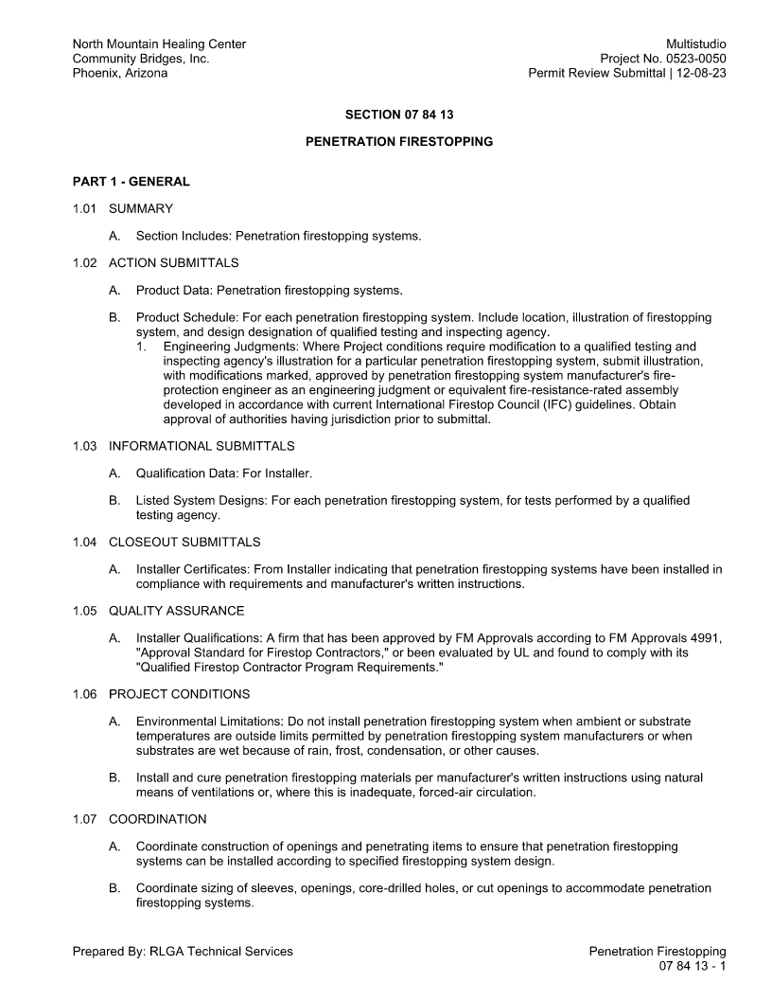 North Mountain Healing Center
Multistudio
Community Bridges, Inc.
Project No. 0523-0050
Phoenix, Arizona
Permit Review Submittal | 12-08-23
SECTION 07 84 13
PENETRATION FIRESTOPPING
PART 1 - GENERAL
1.01 SUMMARY
A. Section Includes: Penetration firestopping systems.
1.02 ACTION SUBMITTALS
A. Product Data: Penetration firestopping systems.
B. Product Schedule: For each penetration firestopping system. Include location, illustration of firestopping
system, and design designation of qualified testing and inspecting agency.
1. Engineering Judgments: Where Project conditions require modification to a qualified testing and
inspecting agency's illustration for a particular penetration firestopping system, submit illustration,
with modifications marked, approved by penetration firestopping system manufacturer's fire-
protection engineer as an engineering judgment or equivalent fire-resistance-rated assembly
developed in accordance with current International Firestop Council (IFC) guidelines. Obtain
approval of authorities having jurisdiction prior to submittal.
1.03 INFORMATIONAL SUBMITTALS
A. Qualification Data: For Installer.
B. Listed System Designs: For each penetration firestopping system, for tests performed by a qualified
testing agency.
1.04 CLOSEOUT SUBMITTALS
A. Installer Certificates: From Installer indicating that penetration firestopping systems have been installed in
compliance with requirements and manufacturer's written instructions.
1.05 QUALITY ASSURANCE
A. Installer Qualifications: A firm that has been approved by FM Approvals according to FM Approvals 4991,
"Approval Standard for Firestop Contractors," or been evaluated by UL and found to comply with its
"Qualified Firestop Contractor Program Requirements."
1.06 PROJECT CONDITIONS
A. Environmental Limitations: Do not install penetration firestopping system when ambient or substrate
temperatures are outside limits permitted by penetration firestopping system manufacturers or when
substrates are wet because of rain, frost, condensation, or other causes.
B. Install and cure penetration firestopping materials per manufacturer's written instructions using natural
means of ventilations or, where this is inadequate, forced-air circulation.
1.07 COORDINATION
A. Coordinate construction of openings and penetrating items to ensure that penetration firestopping
systems can be installed according to specified firestopping system design.
B. Coordinate sizing of sleeves, openings, core-drilled holes, or cut openings to accommodate penetration
firestopping systems.
Prepared By: RLGA Technical Services
Penetration Firestopping
07 84 13 - 1